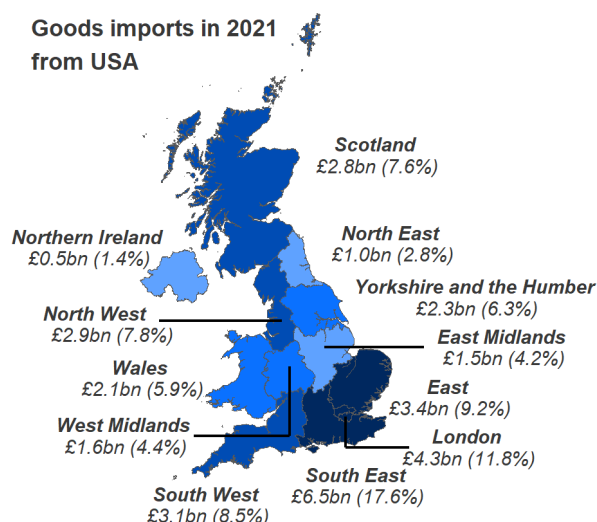 Goods imports in 2021
from USA
Scotland
£2.8bn (7.6%)
Northern Ireland
£0.5bn (1.4%)
North East
£1.0bn (2.8%)
Yorkshire and the Humber
£2.3bn (6.3%)
North West
£2.9bn (7.8%)
East Midlands
£1.5bn (4.2%)
Wales
£2.1bn (5.9%)
East
£3.4bn (9.2%)
West Midlands
£1.6bn (4.4%)
London
£4.3bn (11.8%)
South East
£6.5bn (17.6%)
South West
£3.1bn (8.5%)